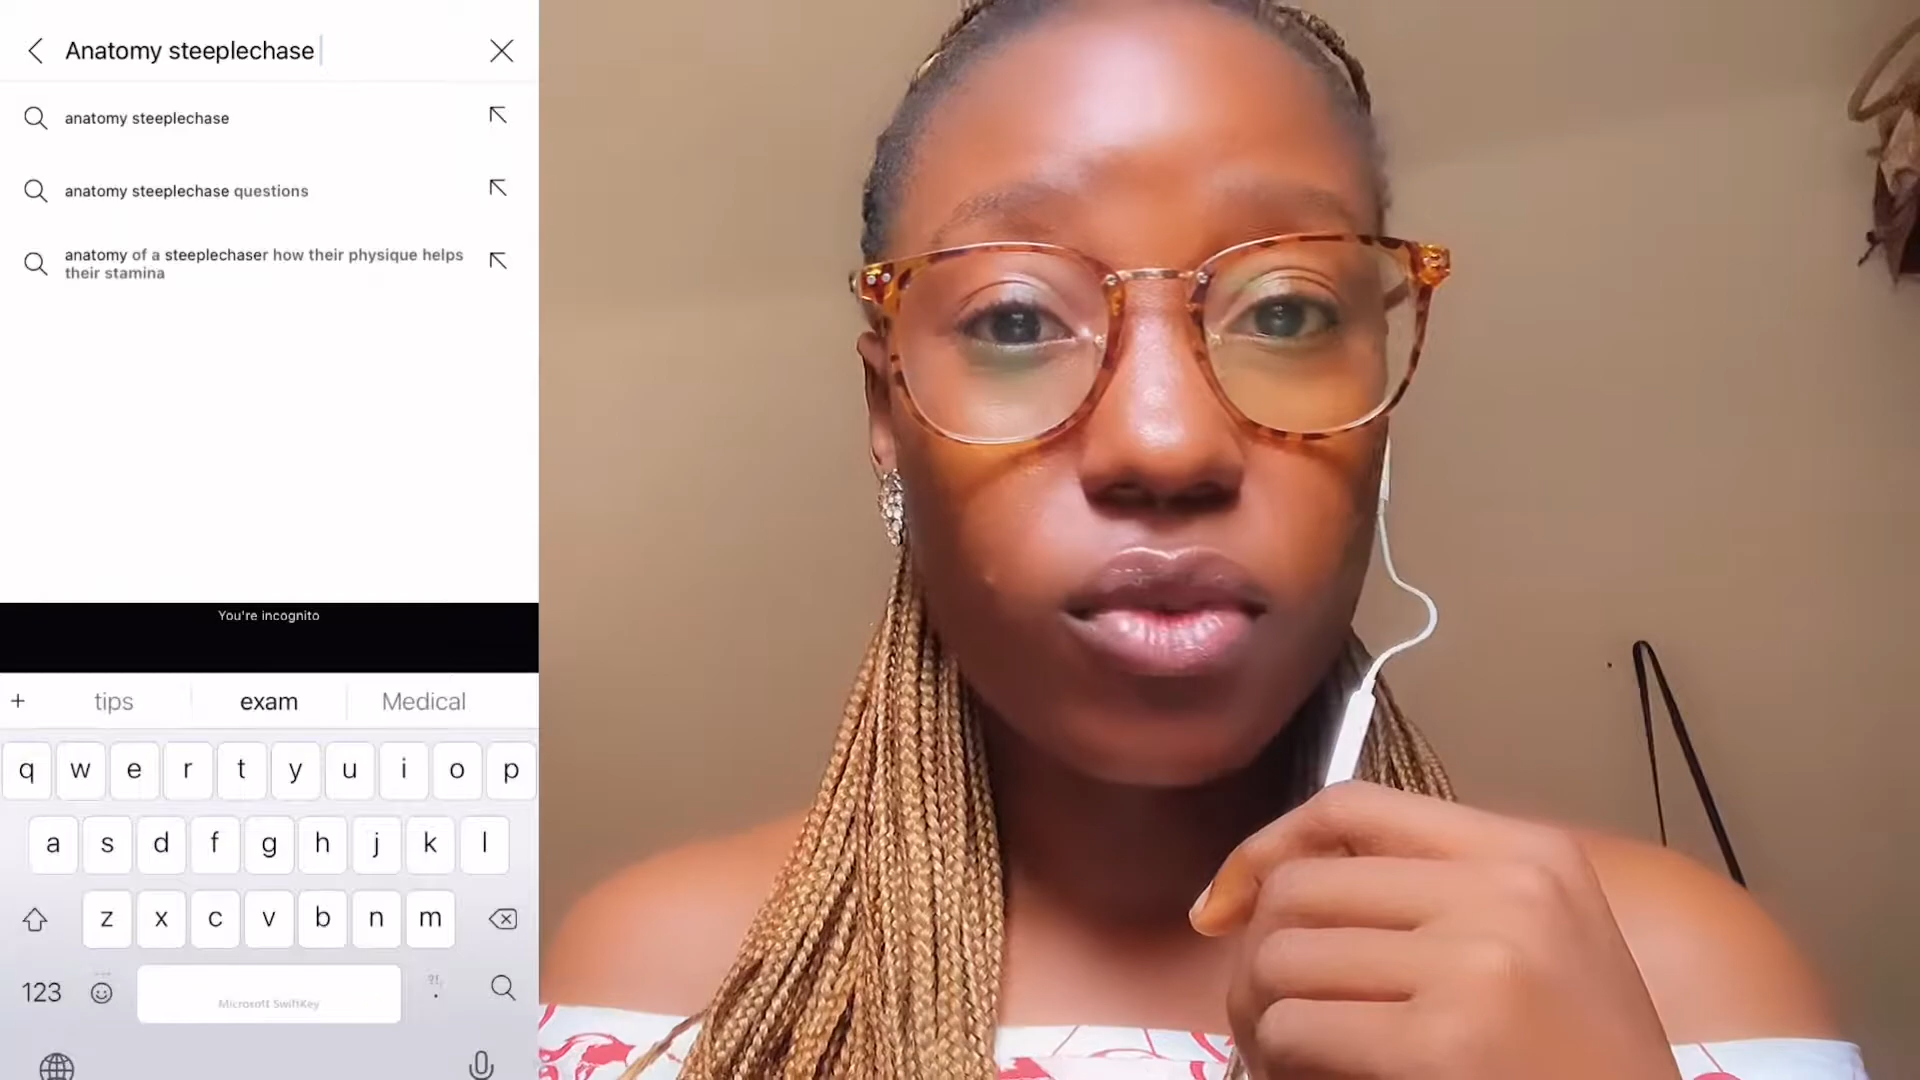 Anatomy steeplechase
anatomy steeplechase
anatomy steeplechase questions
anatomy of a steeplechaser how their physique helps
their stamina
You're incognito
+ tips exam Medical
q w e r t y u i o p
a s d f g h j k l
z x c v b n m
123 Microsoft SwiftKey ?!, .